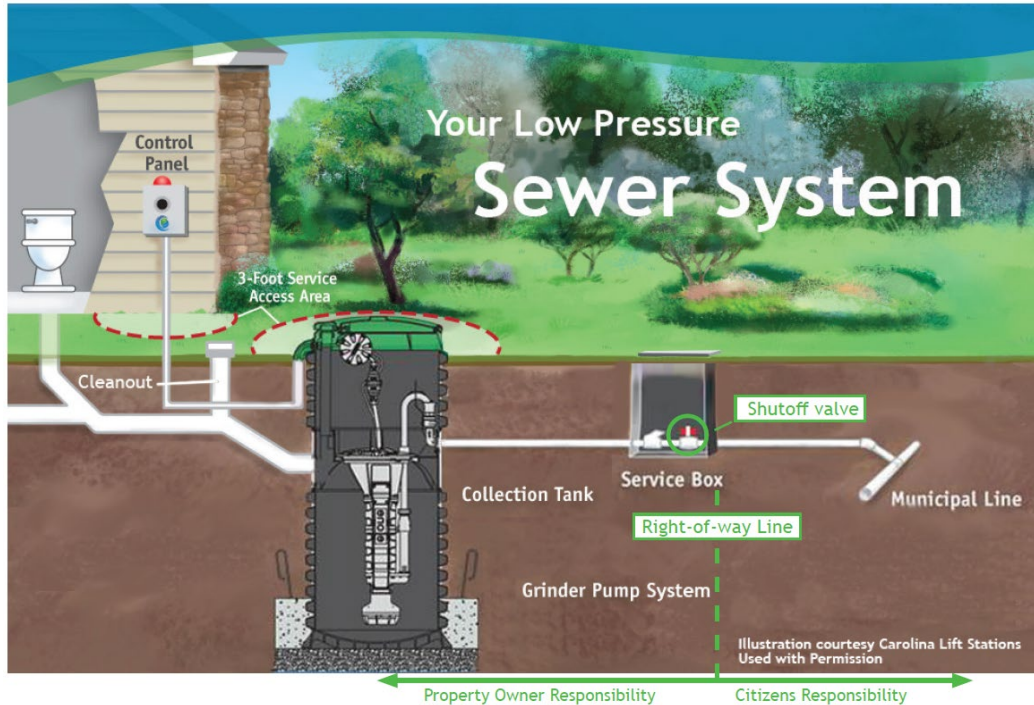 Your Low Pressure
Sewer System
Control
Panel
3-Foot Service
Access Area
Cleanout
Shutoff valve
Service Box
Collection Tank
Municipal Line
Right-of-way Line
Grinder Pump System
Illustration courtesy Carolina Lift Stations
Used with Permission
Property Owner Responsibility
Citizens Responsibility